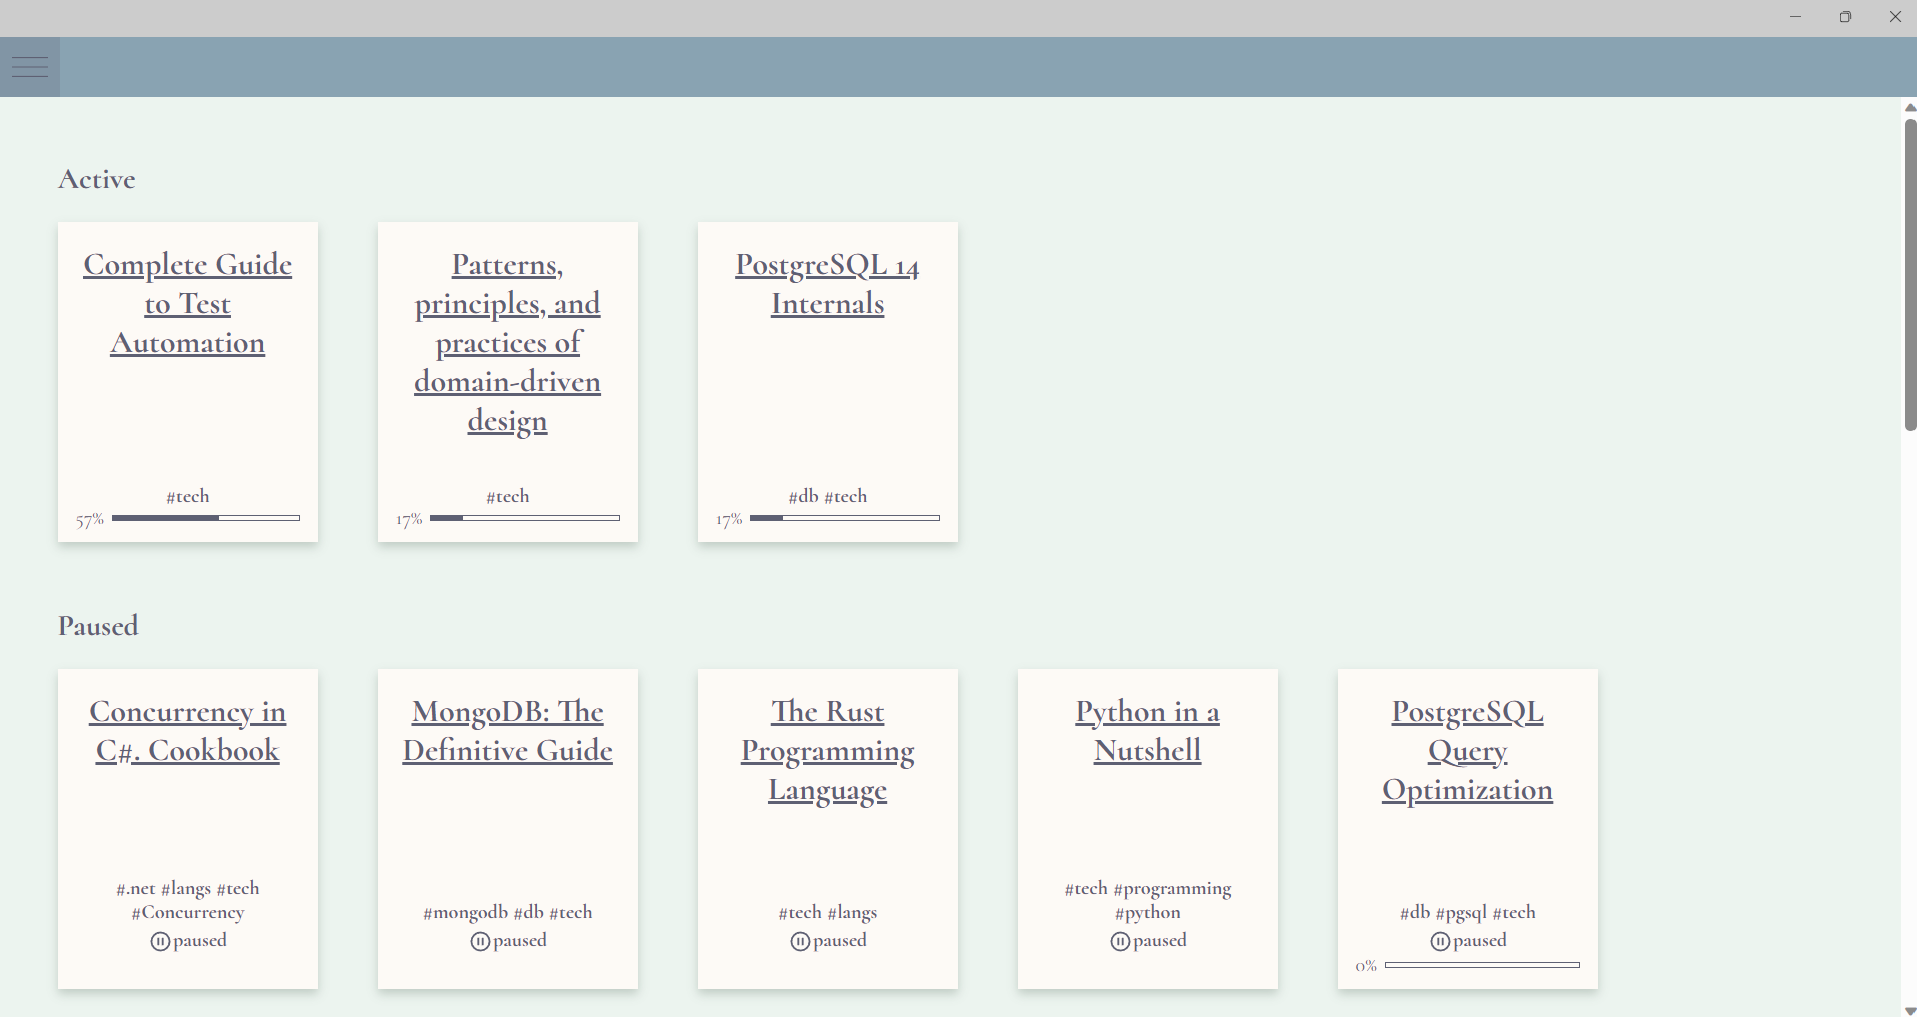 Active
Complete Guide
to Test
Automation
#tech
57%
Patterns,
principles, and
practices of
domain-driven
design
#tech
17%
PostgreSQL 14
Internals
#db #tech
17%
Paused
Concurrency in
C#. Cookbook
#.net #langs #tech
#Concurrency
paused
MongoDB: The
Definitive Guide
#mongodb #db #tech
paused
The Rust
Programming
Language
#tech #langs
paused
Python in a
Nutshell
#tech #programming
#python
paused
PostgreSQL
Query
Optimization
#db #pgsql #tech
paused
0%